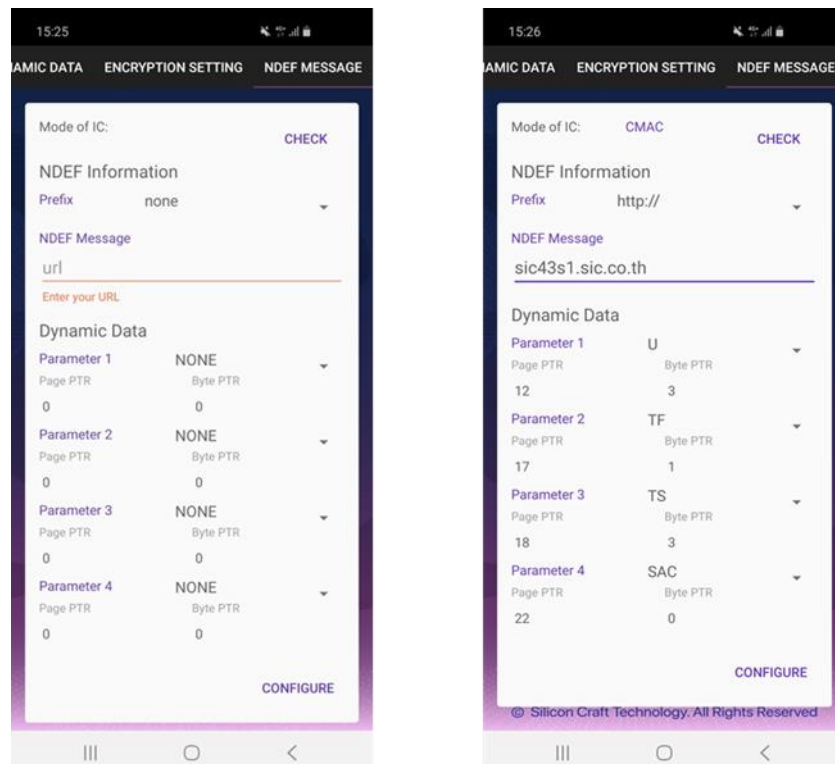 15:25
AMIC DATA ENCRYPTION SETTING NDEF MESSAGE
Mode of IC:
CHECK
NDEF Information
Prefix none
NDEF Message
url
Enter your URL
Dynamic Data
Parameter 1 NONE
Page PTR Byte PTR
0 0
Parameter 2 NONE
Page PTR Byte PTR
0 0
Parameter 3 NONE
Page PTR Byte PTR
0 0
Parameter 4 NONE
Page PTR Byte PTR
0 0
CONFIGURE
15:26
AMIC DATA ENCRYPTION SETTING NDEF MESSAGE
Mode of IC: CMAC
CHECK
NDEF Information
Prefix http://
NDEF Message
sic43s1.sic.co.th
Dynamic Data
Parameter 1 U
Page PTR Byte PTR
12 3
Parameter 2 TF
Page PTR Byte PTR
17 1
Parameter 3 TS
Page PTR Byte PTR
18 3
Parameter 4 SAC
Page PTR Byte PTR
22 0
CONFIGURE
© Silicon Craft Technology. All Rights Reserved